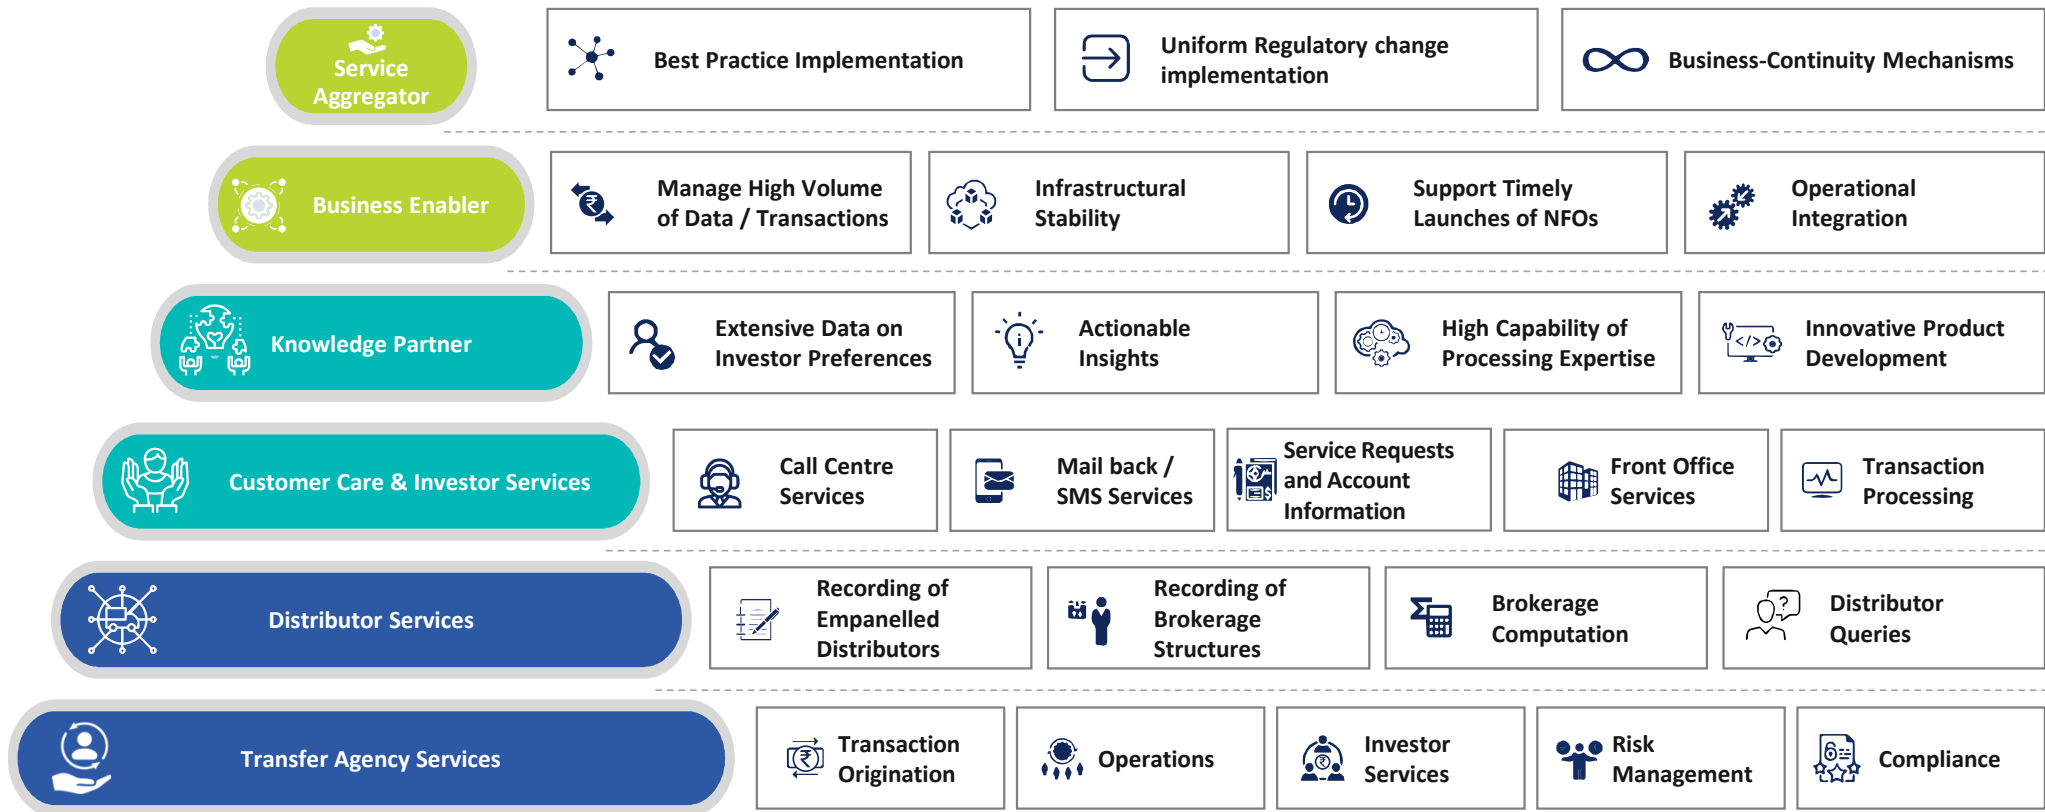 Service
Aggregator
Best Practice Implementation
Uniform Regulatory change
implementation
Business-Continuity Mechanisms
Business Enabler
Manage High Volume
of Data / Transactions
Infrastructural
Stability
Support Timely
Launches of NFOs
Operational
Integration
Knowledge Partner
Extensive Data on
Investor Preferences
Actionable
Insights
High Capability of
Processing Expertise
Innovative Product
Development
Customer Care & Investor Services
Call Centre
Services
Mail back /
SMS Services
Service Requests
and Account
Information
Front Office
Services
Transaction
Processing
Distributor Services
Recording of
Empanelled
Distributors
Recording of
Brokerage
Structures
Brokerage
Computation
Distributor
Queries
Transfer Agency Services
Transaction
Origination
Operations
Investor
Services
Risk
Management
Compliance